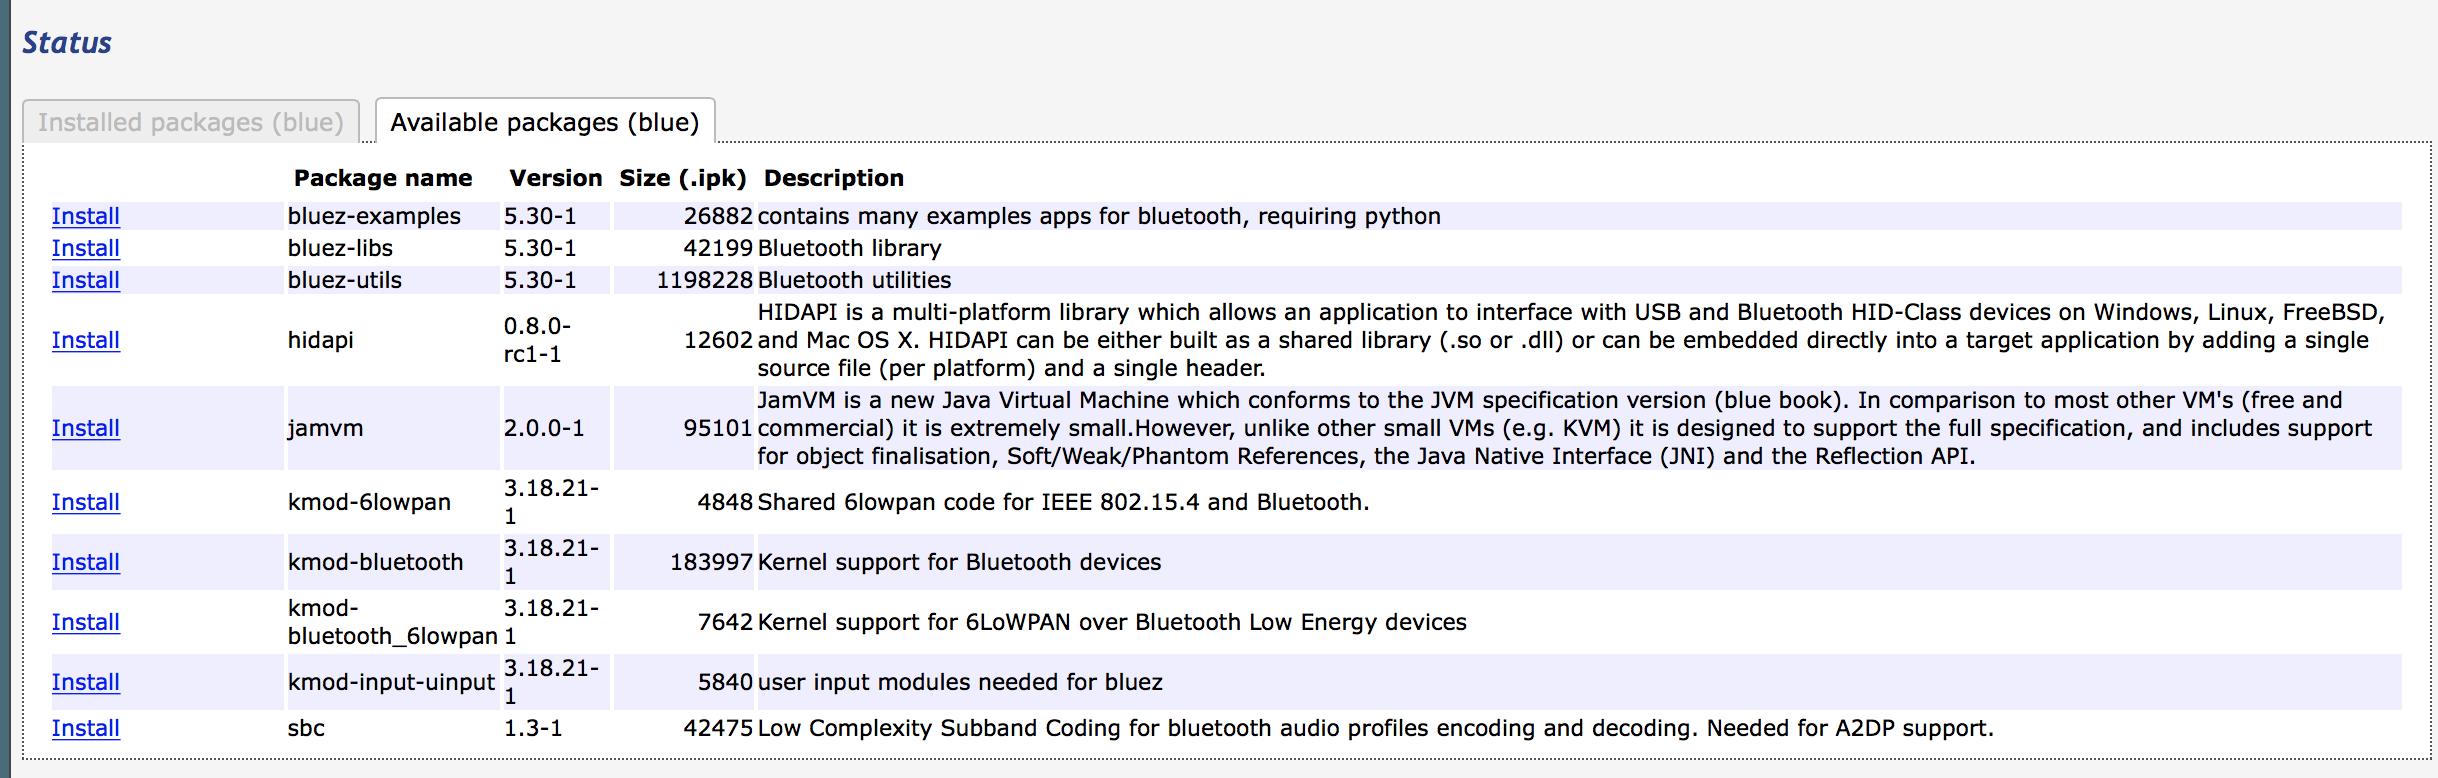 Status
Installed packages (blue) Available packages (blue)
Package name Version Size (.ipk) Description
Install bluez-examples 5.30-1 26882 contains many examples apps for bluetooth, requiring python
Install bluez-libs 5.30-1 42199 Bluetooth library
Install bluez-utils 5.30-1 1198228 Bluetooth utilities
Install hidapi 0.8.0-
rc1-1 12602 HIDAPI is a multi-platform library which allows an application to interface with USB and Bluetooth HID-Class devices on Windows, Linux, FreeBSD,
and Mac OS X. HIDAPI can be either built as a shared library (.so or .dll) or can be embedded directly into a target application by adding a single
source file (per platform) and a single header.
Install jamvm 2.0.0-1 95101 JamVM is a new Java Virtual Machine which conforms to the JVM specification version (blue book). In comparison to most other VM's (free and
commercial) it is extremely small.However, unlike other small VMs (e.g. KVM) it is designed to support the full specification, and includes support
for object finalisation, Soft/Weak/Phantom References, the Java Native Interface (JNI) and the Reflection API.
Install kmod-6lowpan 3.18.21-
1 4848 Shared 6lowpan code for IEEE 802.15.4 and Bluetooth.
Install kmod-bluetooth 3.18.21-
1 183997 Kernel support for Bluetooth devices
Install kmod-
bluetooth_6lowpan 3.18.21-
1 7642 Kernel support for 6LoWPAN over Bluetooth Low Energy devices
Install kmod-input-uinput 3.18.21-
1 5840 user input modules needed for bluez
Install sbc 1.3-1 42475 Low Complexity Subband Coding for bluetooth audio profiles encoding and decoding. Needed for A2DP support.